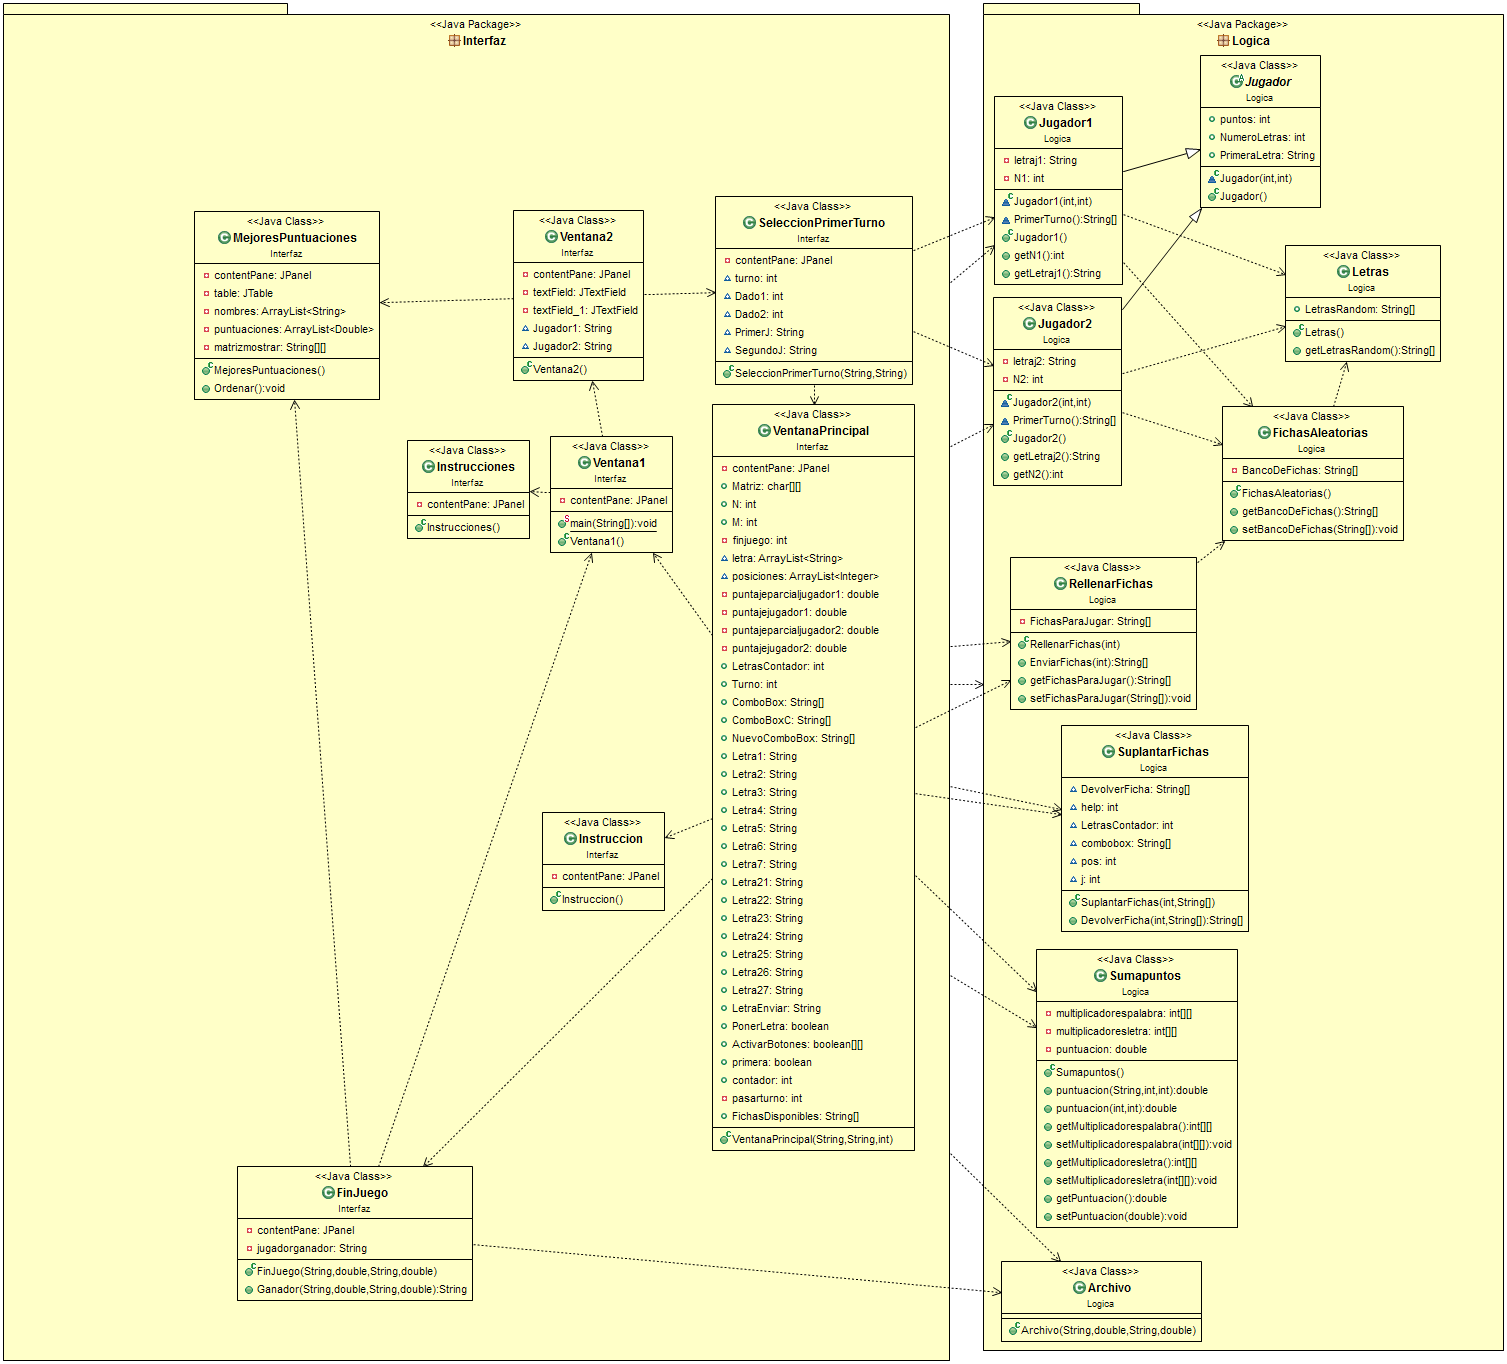 <<Java Package>>
Interfaz
<<Java Class>>
MejoresPuntuaciones
Interfaz
contentPane: JPanel
table: JTable
nombres: ArrayList<String>
puntuaciones: ArrayList<Double>
matrizmostrar: String[][]
MejoresPuntuaciones()
Ordenar():void
<<Java Class>>
Ventana2
Interfaz
contentPane: JPanel
textField: JTextField
textField_1: JTextField
Jugador1: String
Jugador2: String
Ventana2()
<<Java Class>>
SeleccionPrimerTurno
Interfaz
contentPane: JPanel
turno: int
Dado1: int
Dado2: int
PrimerJ: String
SegundoJ: String
SeleccionPrimerTurno(String,String)
<<Java Class>>
Instrucciones
Interfaz
contentPane: JPanel
Instrucciones()
<<Java Class>>
Ventana1
Interfaz
contentPane: JPanel
main(String[]):void
Ventana1()
<<Java Class>>
VentanaPrincipal
Interfaz
contentPane: JPanel
Matriz: char[][]
N: int
M: int
finjuego: int
letra: ArrayList<String>
posiciones: ArrayList<Integer>
puntajeparcialjugador1: double
puntajejugador1: double
puntajeparcialjugador2: double
puntajejugador2: double
LetrasContador: int
Turno: int
ComboBox: String[]
ComboBoxC: String[]
NuevoComboBox: String[]
Letra1: String
Letra2: String
Letra3: String
Letra4: String
Letra5: String
Letra6: String
Letra7: String
Letra21: String
Letra22: String
Letra23: String
Letra24: String
Letra25: String
Letra26: String
Letra27: String
LetraEnviar: String
PonerLetra: boolean
ActivarBotones: boolean[][]
primera: boolean
contador: int
pasarturno: int
FichasDisponibles: String[]
VentanaPrincipal(String,String,int)
<<Java Class>>
Instruccion
Interfaz
contentPane: JPanel
Instruccion()
<<Java Class>>
FinJuego
Interfaz
contentPane: JPanel
jugadorganador: String
FinJuego(String,double,String,double)
Ganador(String,double,String,double):String
<<Java Package>>
Logica
<<Java Class>>
Jugador
Logica
puntos: int
NumeroLetras: int
PrimeraLetra: String
Jugador(int,int)
Jugador()
<<Java Class>>
Jugador1
Logica
letraj1: String
N1: int
Jugador1(int,int)
PrimerTurno():String[]
Jugador1()
getN1():int
getLetraj1():String
<<Java Class>>
Letras
Logica
LetrasRandom: String[]
Letras()
getLetrasRandom():String[]
<<Java Class>>
Jugador2
Logica
letraj2: String
N2: int
Jugador2(int,int)
PrimerTurno():String[]
Jugador2()
getLetraj2():String
getN2():int
<<Java Class>>
FichasAleatorias
Logica
BancoDeFichas: String[]
FichasAleatorias()
getBancoDeFichas():String[]
setBancoDeFichas(String[]):void
<<Java Class>>
RellenarFichas
Logica
FichasParaJugar: String[]
RellenarFichas(int)
EnviarFichas(int):String[]
getFichasParaJugar():String[]
setFichasParaJugar(String[]):void
<<Java Class>>
SuplantarFichas
Logica
DevolverFicha: String[]
help: int
LetrasContador: int
combobox: String[]
pos: int
j: int
SuplantarFichas(int,String[])
DevolverFicha(int,String[]):String[]
<<Java Class>>
Sumapuntos
Logica
multiplicadorespalabra: int[][]
multiplicadoresletra: int[][]
puntuacion: double
Sumapuntos()
puntuacion(String,int,int):double
puntuacion(int,int):double
getMultiplicadorespalabra():int[][]
setMultiplicadorespalabra(int[][]):void
getMultiplicadoresletra():int[][]
setMultiplicadoresletra(int[][]):void
getPuntuacion():double
setPuntuacion(double):void
<<Java Class>>
Archivo
Logica
Archivo(String,double,String,double)